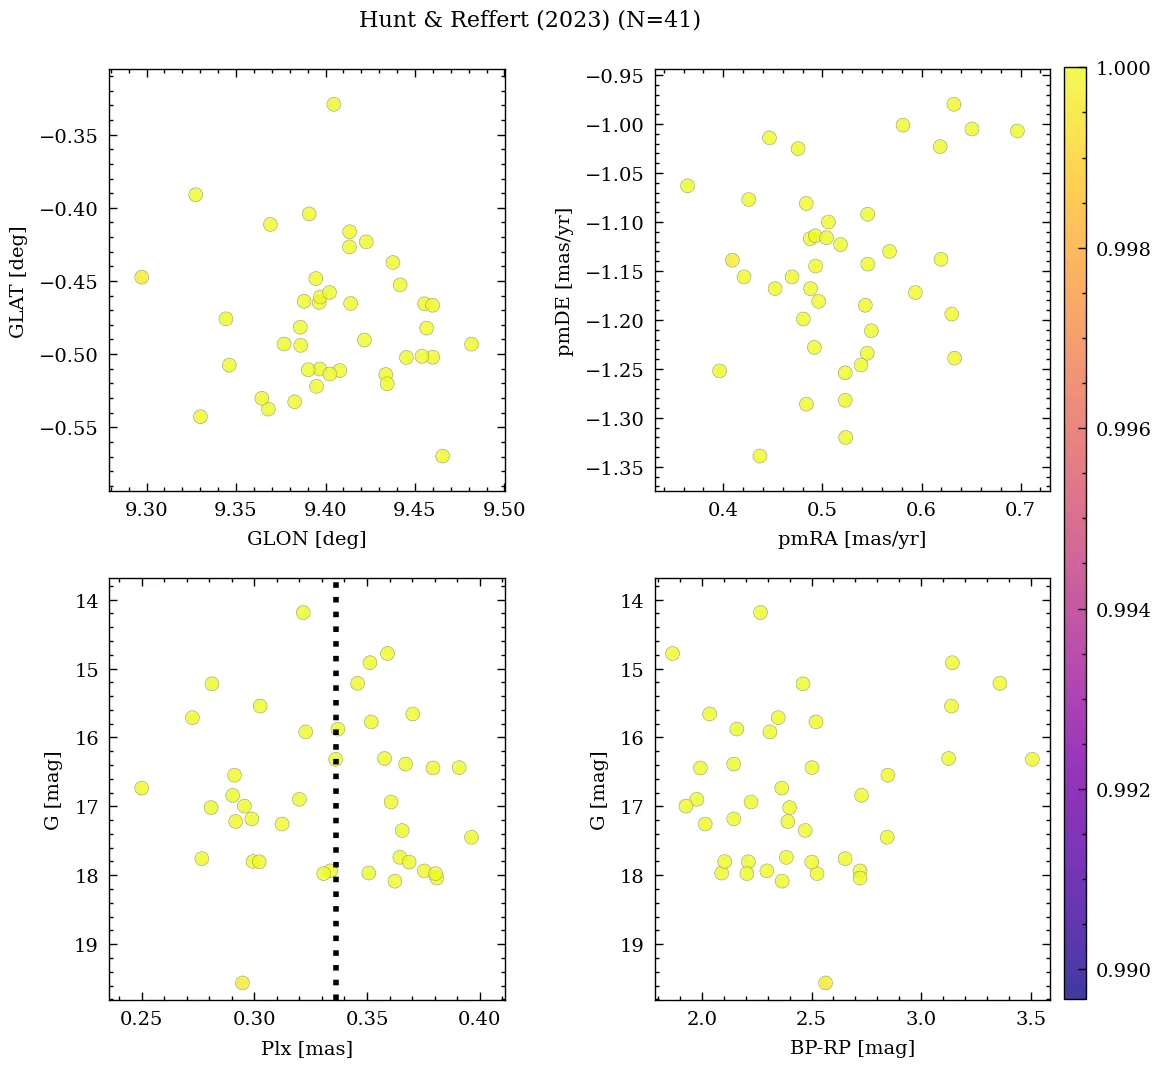 Hunt & Reffert (2023) (N=41)
−0.35
−0.40
−0.45
−0.50
−0.55
GLAT [deg]
9.30 9.35 9.40 9.45 9.50
GLON [deg]
−0.95
−1.00
−1.05
−1.10
−1.15
−1.20
−1.25
−1.30
−1.35
pmDE [mas/yr]
0.4 0.5 0.6 0.7
pmRA [mas/yr]
1.000
0.998
0.996
0.994
0.992
0.990
14
15
16
17
18
19
G [mag]
0.25 0.30 0.35 0.40
Plx [mas]
14
15
16
17
18
19
G [mag]
2.0 2.5 3.0 3.5
BP-RP [mag]